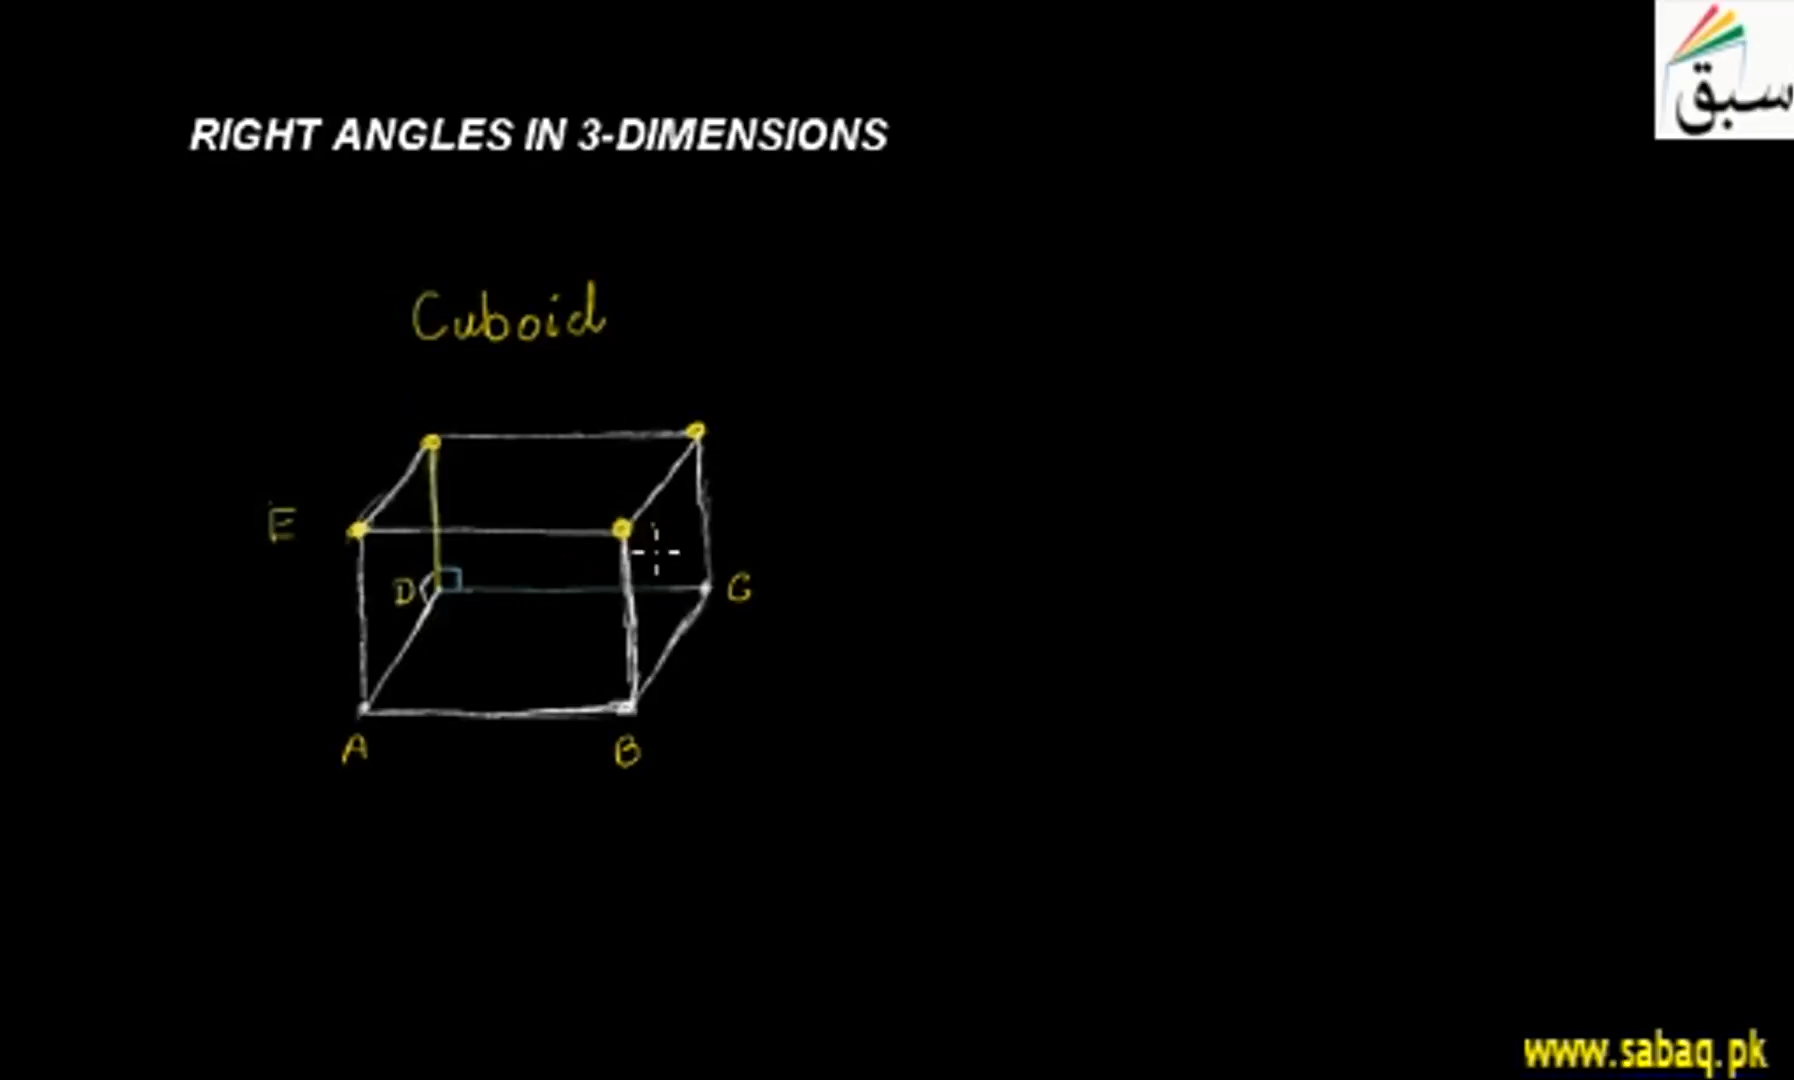 سبق
RIGHT ANGLES IN 3-DIMENSIONS
Cuboid
E
D
G
A
B
www.sabaq.pk